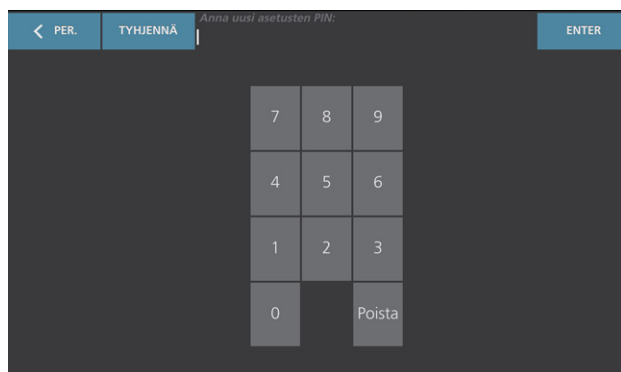 Anna uusi asetusten PIN:
PER. TYHJENNÄ ENTER
7 8 9
4 5 6
1 2 3
0 Poista